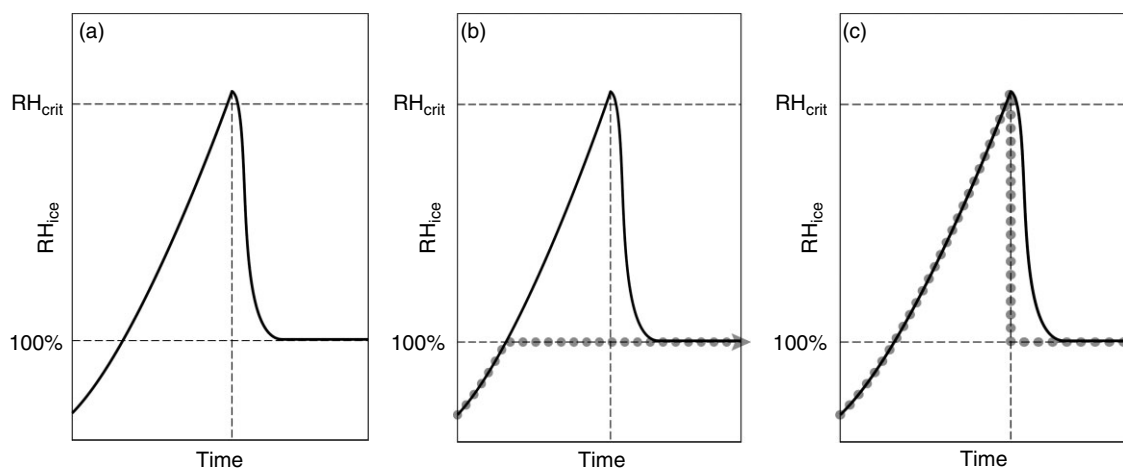 (a)
RH_crit
RH_ice
100%
Time
(b)
RH_crit
RH_ice
100%
Time
(c)
RH_crit
RH_ice
100%
Time